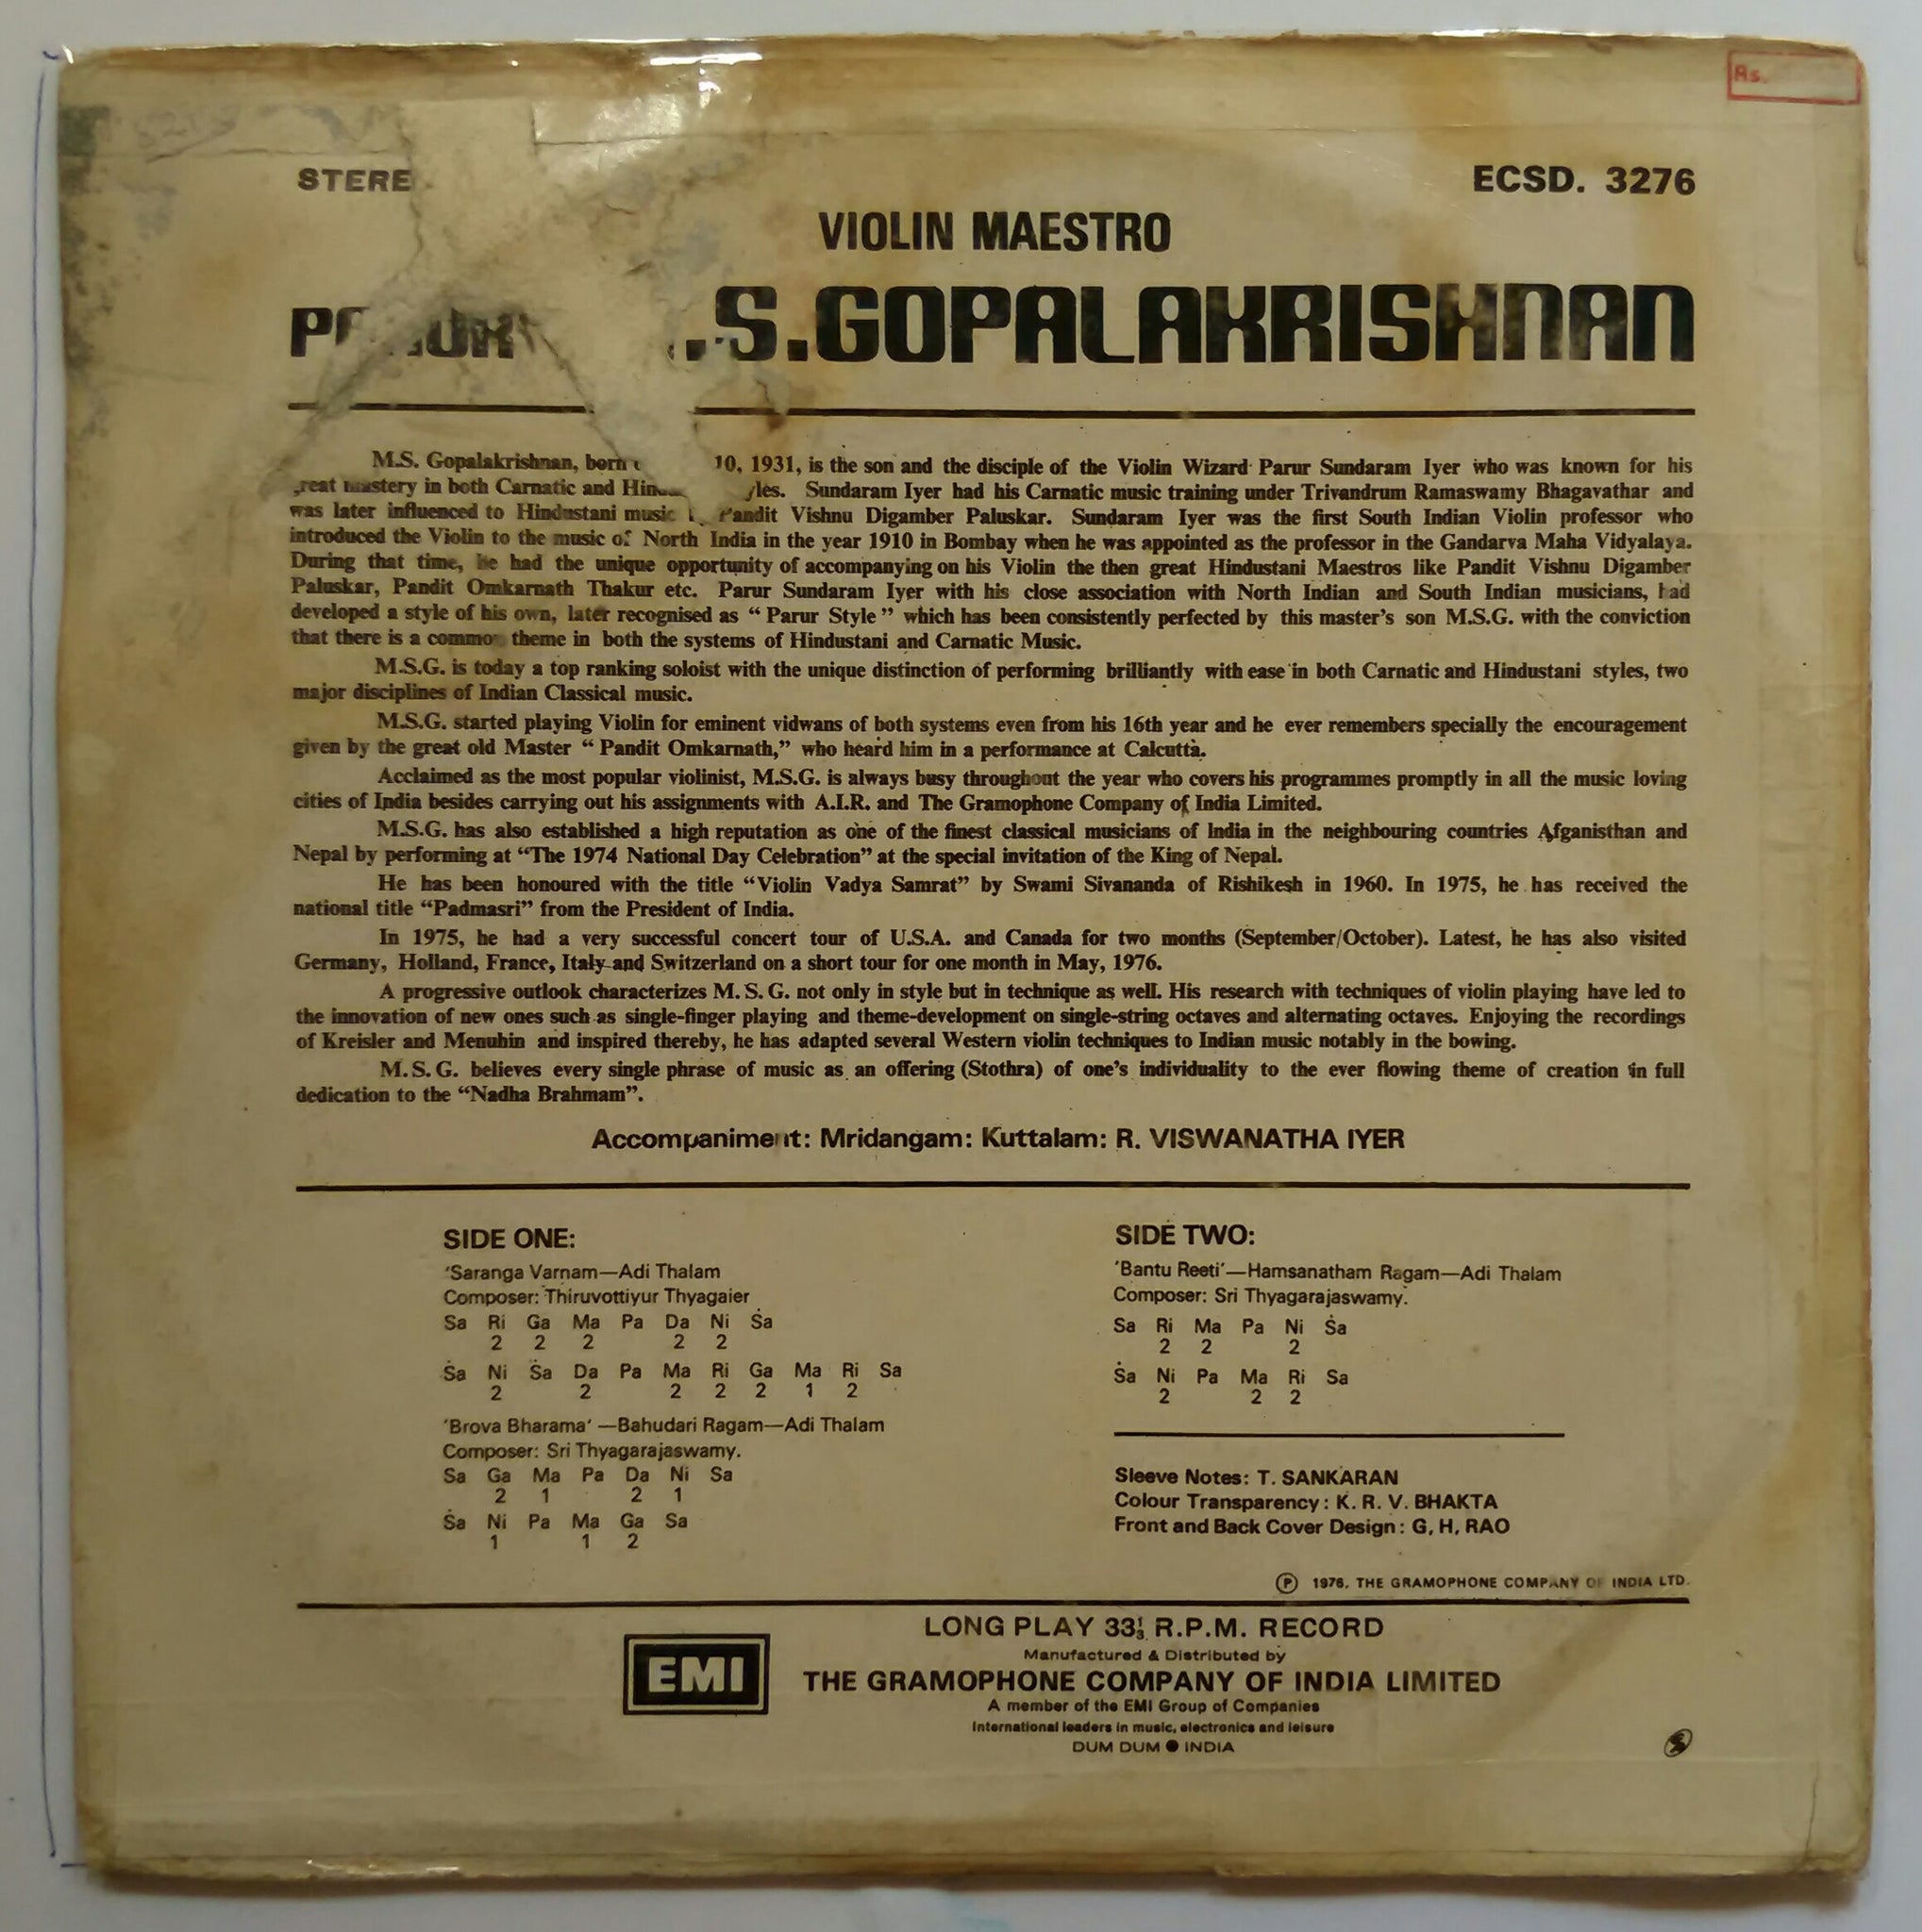 Rs.
STERE
ECSD. 3276
VIOLIN MAESTRO
.S.GOPALAKRISHNAN
M.S. Gopalakrishnan, born 10, 1931, is the son and the disciple of the Violin Wizard Parur Sundaram Iyer who was known for his
mastery in both Carnatic and Sundaram Iyer had his Carnatic music training under Trivandrum Ramaswamy Bhagavathar and
was later influenced to Hindustani music Pandit Vishnu Digamber Paluskar. Sundaram Iyer was the first South Indian Violin professor who
introduced the Violin to the music of North India in the year 1910 in Bombay when he was appointed as the professor in the Gandarva Maha Vidyalaya.
During that time, he had the unique opportunity of accompanying on his Violin the then great Hindustani Maestros like Pandit Vishnu Digamber
Paluskar, Pandit Omkarnath Thakur etc. Parur Sundaram Iyer with his close association with North Indian and South Indian musicians, had
developed a style of his own, later recognised as “ Parur Style ” which has been consistently perfected by this master's son M.S.G. with the conviction
that there is a common theme in both the systems of Hindustani and Carnatic Music.
M.S.G. is today a top ranking soloist with the unique distinction of performing brilliantly with ease in both Carnatic and Hindustani styles, two
major disciplines of Indian Classical music.
M.S.G. started playing Violin for eminent vidwans of both systems even from his 16th year and he ever remembers specially the encouragement
given by the great old Master “ Pandit Omkarnath,” who heard him in a performance at Calcutta.
Acclaimed as the most popular violinist, M.S.G. is always busy throughout the year who covers his programmes promptly in all the music loving
cities of India besides carrying out his assignments with A.I.R. and The Gramophone Company of India Limited.
M.S.G. has also established a high reputation as one of the finest classical musicians of India in the neighbouring countries Afganisthan and
Nepal by performing at “The 1974 National Day Celebration” at the special invitation of the King of Nepal.
He has been honoured with the title “Violin Vadya Samrat” by Swami Sivananda of Rishikesh in 1960. In 1975, he has received the
national title “Padmasri” from the President of India.
In 1975, he had a very successful concert tour of U.S.A. and Canada for two months (September/October). Latest, he has also visited
Germany, Holland, France, Italy and Switzerland on a short tour for one month in May, 1976.
A progressive outlook characterizes M. S. G. not only in style but in technique as well. His research with techniques of violin playing have led to
the innovation of new ones such as single-finger playing and theme-development on single-string octaves and alternating octaves. Enjoying the recordings
of Kreisler and Menuhin and inspired thereby, he has adapted several Western violin techniques to Indian music notably in the bowing.
M. S. G. believes every single phrase of music as an offering (Stothra) of one's individuality to the ever flowing theme of creation in full
dedication to the “Nadha Brahmam”.
Accompaniment: Mridangam: Kuttalam: R. VISWANATHA IYER
SIDE ONE:
'Saranga Varnam—Adi Thalam
Composer: Thiruvottiyur Thyagaier
Sa Ri Ga Ma Pa Da Ni Ṡa
2 2 2 2 2
Ṡa Ni Ṡa Da Pa Ma Ri Ga Ma Ri Sa
2 2 2 2 2 1 2
'Brova Bharama' —Bahudari Ragam—Adi Thalam
Composer: Sri Thyagarajaswamy.
Sa Ga Ma Pa Da Ni Sa
2 1 2 1
Ṡa Ni Pa Ma Ga Sa
1 1 2
SIDE TWO:
'Bantu Reeti'—Hamsanatham Ragam—Adi Thalam
Composer: Sri Thyagarajaswamy.
Sa Ri Ma Pa Ni Ṡa
2 2 2
Ṡa Ni Pa Ma Ri Sa
2 2 2
Sleeve Notes: T. SANKARAN
Colour Transparency : K. R. V. BHAKTA
Front and Back Cover Design : G, H, RAO
Ⓟ 1976, THE GRAMOPHONE COMPANY OF INDIA LTD.
EMI
LONG PLAY 33⅓ R.P.M. RECORD
Manufactured & Distributed by
THE GRAMOPHONE COMPANY OF INDIA LIMITED
A member of the EMI Group of Companies
International leaders in music, electronics and leisure
DUM DUM ● INDIA